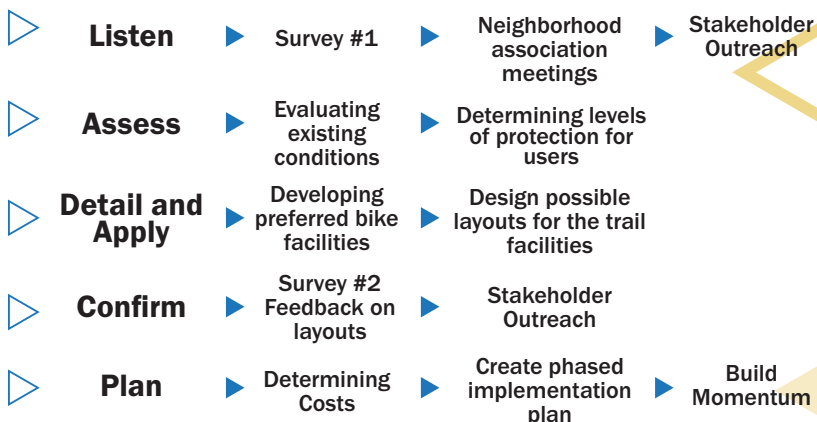 Listen
Survey #1
Neighborhood
association
meetings
Stakeholder
Outreach
Assess
Evaluating
existing
conditions
Determining levels
of protection for
users
Detail and
Apply
Developing
preferred bike
facilities
Design possible
layouts for the trail
facilities
Confirm
Survey #2
Feedback on
layouts
Stakeholder
Outreach
Plan
Determining
Costs
Create phased
implementation
plan
Build
Momentum